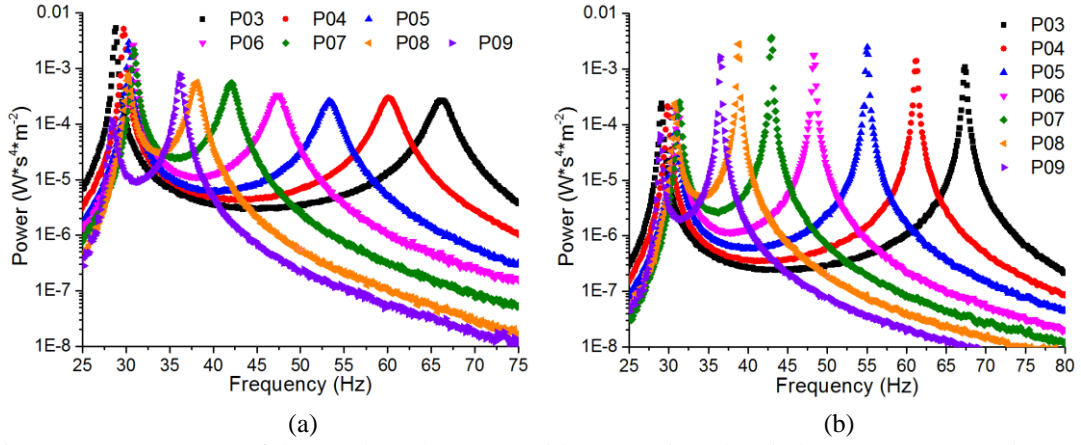 0.01
1E-3
1E-4
1E-5
1E-6
1E-7
1E-8
Power (W*s⁴*m⁻²)
P03 P04 P05
P06 P07 P08 P09
25 30 35 40 45 50 55 60 65 70 75
Frequency (Hz)
(a)
0.01
1E-3
1E-4
1E-5
1E-6
1E-7
1E-8
Power (W*s⁴*m⁻²)
P03
P04
P05
P06
P07
P08
P09
25 30 35 40 45 50 55 60 65 70 75 80
Frequency (Hz)
(b)